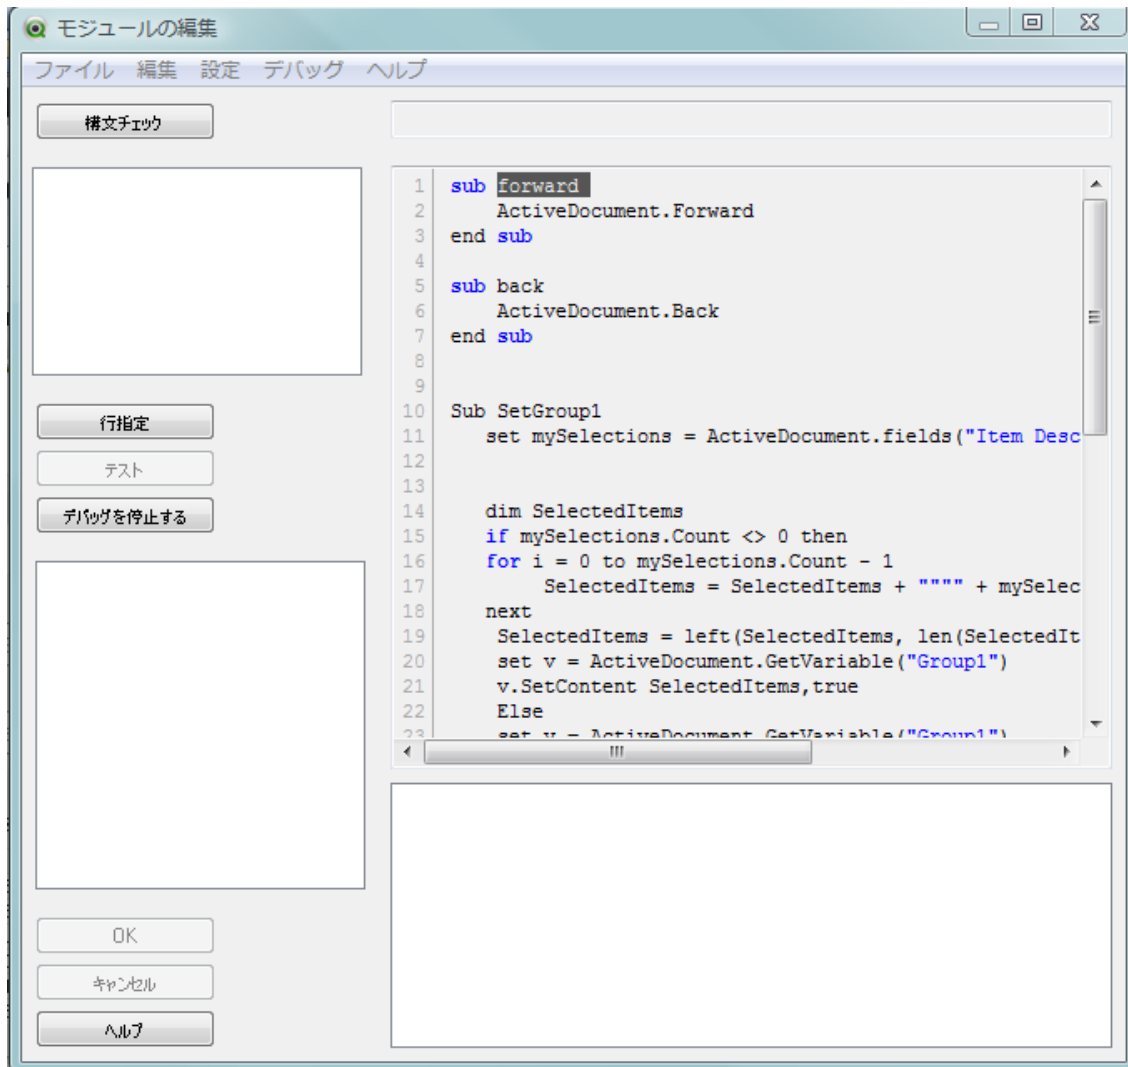 モジュールの編集
ファイル 編集 設定 デバッグ ヘルプ
構文チェック
行指定
テスト
デバッグを停止する
OK
キャンセル
ヘルプ
1 sub forward
2 ActiveDocument.Forward
3 end sub
4
5 sub back
6 ActiveDocument.Back
7 end sub
8
9
10 Sub SetGroup1
11 set mySelections = ActiveDocument.fields("Item Desc
12
13
14 dim SelectedItems
15 if mySelections.Count <> 0 then
16 for i = 0 to mySelections.Count - 1
17 SelectedItems = SelectedItems + """" + mySelec
18 next
19 SelectedItems = left(SelectedItems, len(SelectedIt
20 set v = ActiveDocument.GetVariable("Group1")
21 v.SetContent SelectedItems,true
22 Else
23 set v = ActiveDocument.GetVariable("Group1")